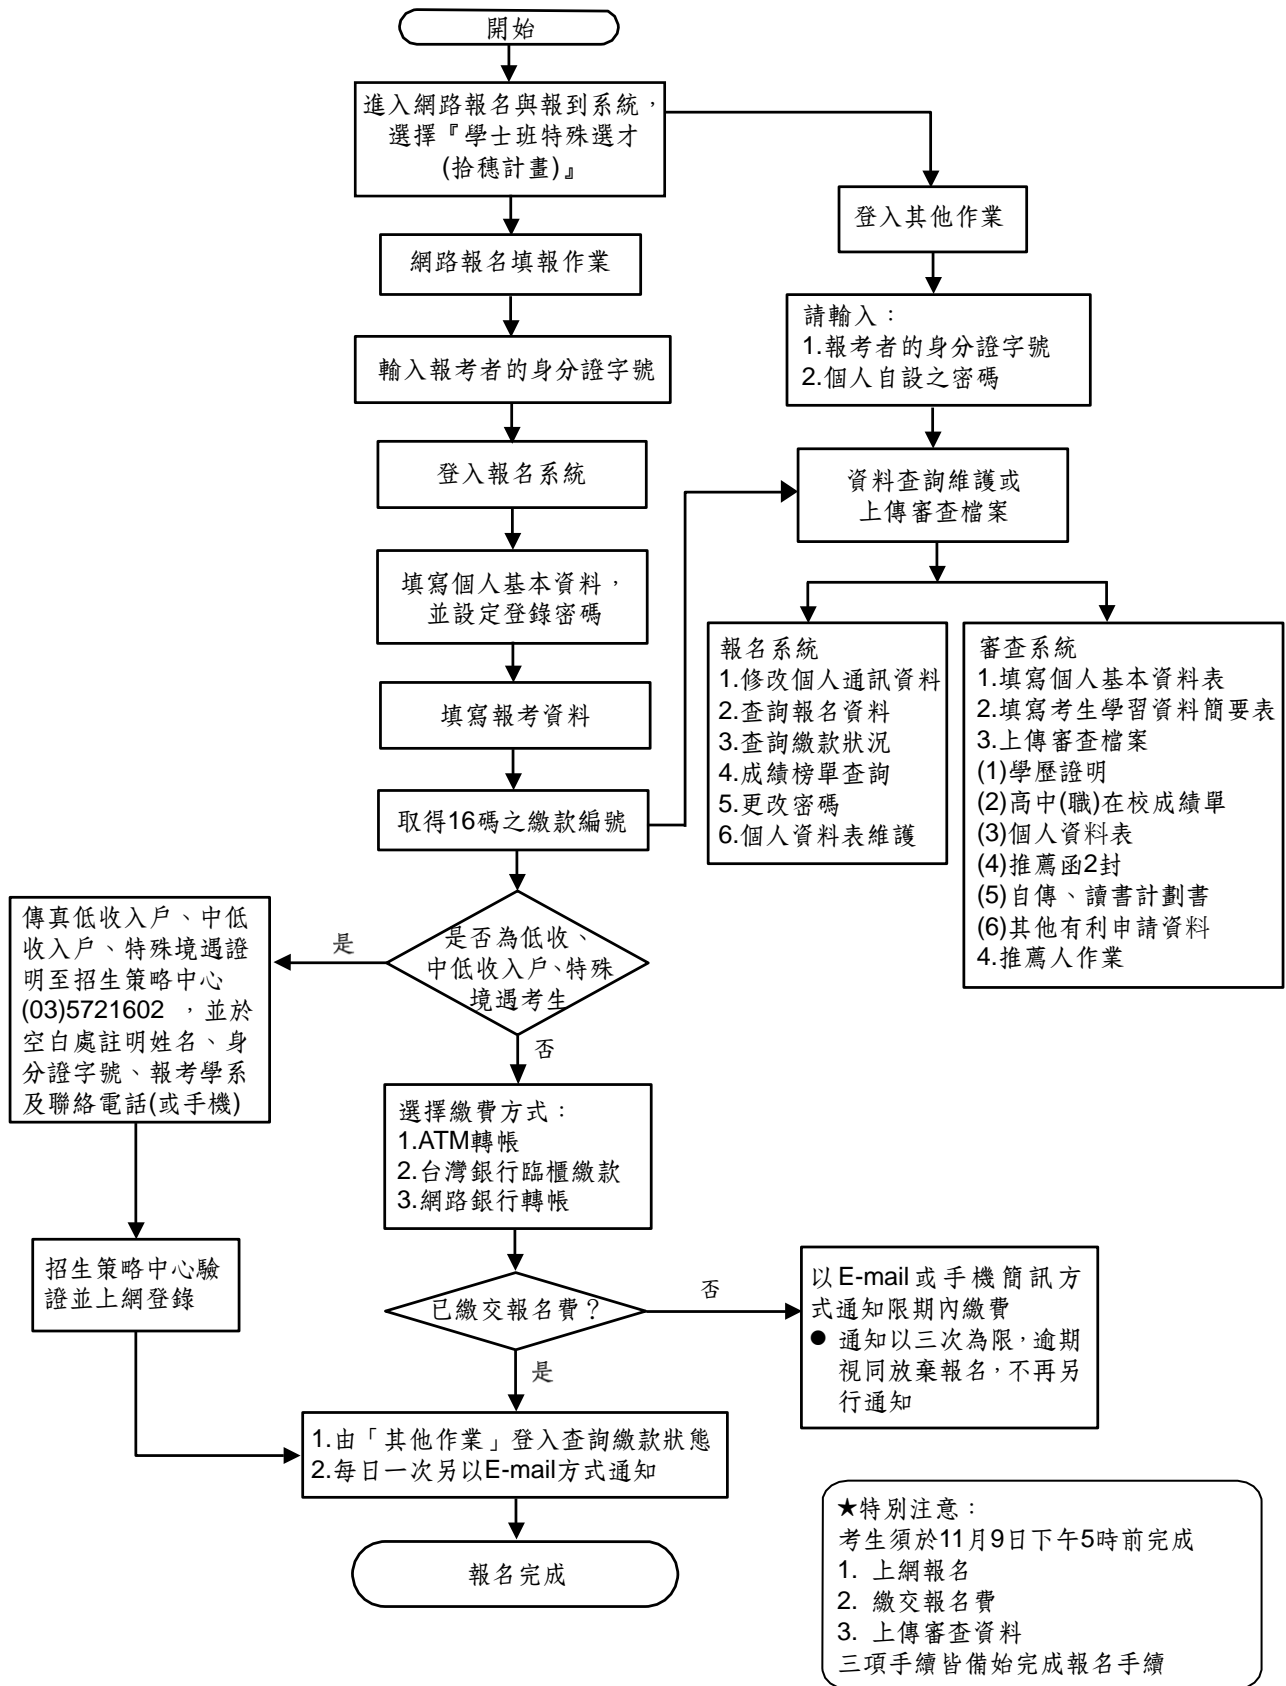 開始
進入網路報名與報到系統，
選擇『學士班特殊選才
(拾穗計畫)』
網路報名填報作業
輸入報考者的身分證字號
登入報名系統
填寫個人基本資料，
並設定登錄密碼
填寫報考資料
取得16碼之繳款編號
登入其他作業
請輸入：
1.報考者的身分證字號
2.個人自設之密碼
資料查詢維護或
上傳審查檔案
報名系統
1.修改個人通訊資料
2.查詢報名資料
3.查詢繳款狀況
4.成績榜單查詢
5.更改密碼
6.個人資料表維護
審查系統
1.填寫個人基本資料表
2.填寫考生學習資料簡要表
3.上傳審查檔案
(1)學歷證明
(2)高中(職)在校成績單
(3)個人資料表
(4)推薦函2封
(5)自傳、讀書計劃書
(6)其他有利申請資料
4.推薦人作業
是否為低收、
中低收入戶、特殊
境遇考生
是
傳真低收入戶、中低
收入戶、特殊境遇證
明至招生策略中心
(03)5721602 ，並於
空白處註明姓名、身
分證字號、報考學系
及聯絡電話(或手機)
招生策略中心驗
證並上網登錄
否
選擇繳費方式：
1.ATM轉帳
2.台灣銀行臨櫃繳款
3.網路銀行轉帳
已繳交報名費？
否
以E-mail或手機簡訊方
式通知限期內繳費
● 通知以三次為限，逾期
視同放棄報名，不再另
行通知
是
1.由「其他作業」登入查詢繳款狀態
2.每日一次另以E-mail方式通知
報名完成
★特別注意：
考生須於11月9日下午5時前完成
1. 上網報名
2. 繳交報名費
3. 上傳審查資料
三項手續皆備始完成報名手續